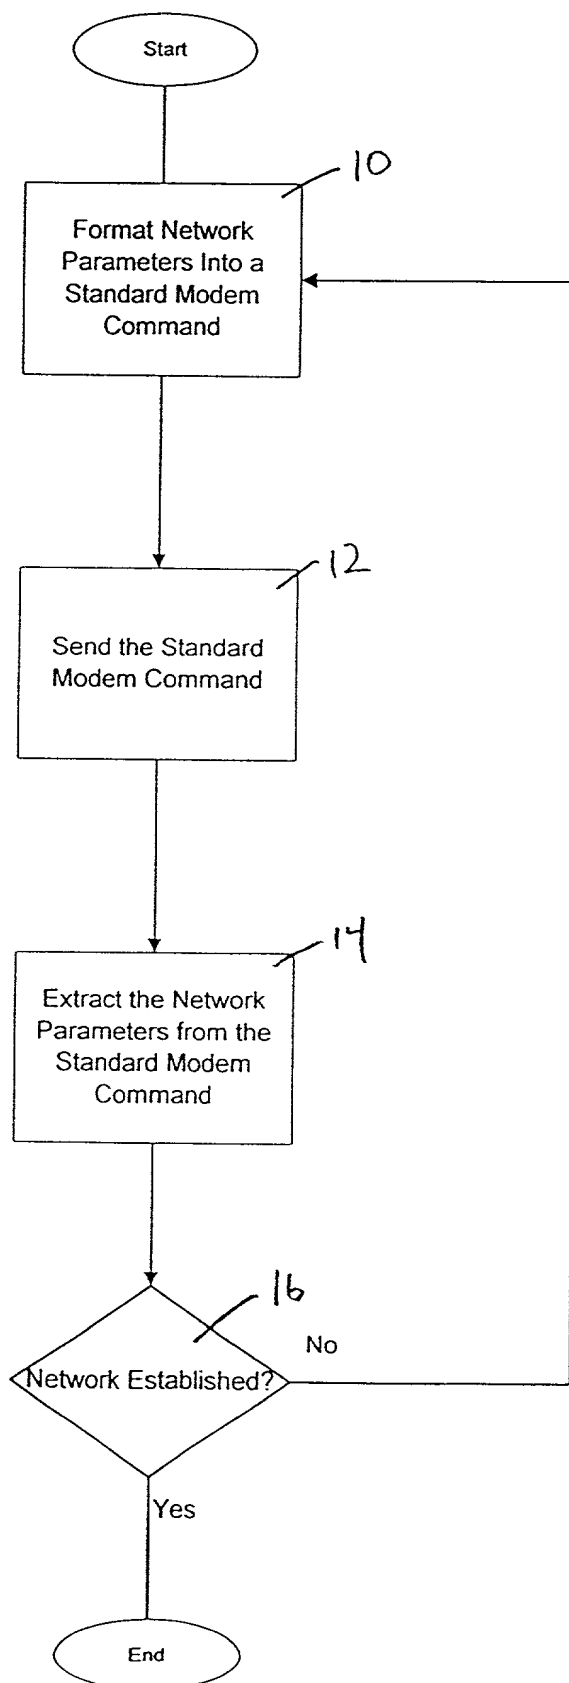 Start
10
Format Network
Parameters Into a
Standard Modem
Command
12
Send the Standard
Modem Command
14
Extract the Network
Parameters from the
Standard Modem
Command
16
No
Network Established?
Yes
End